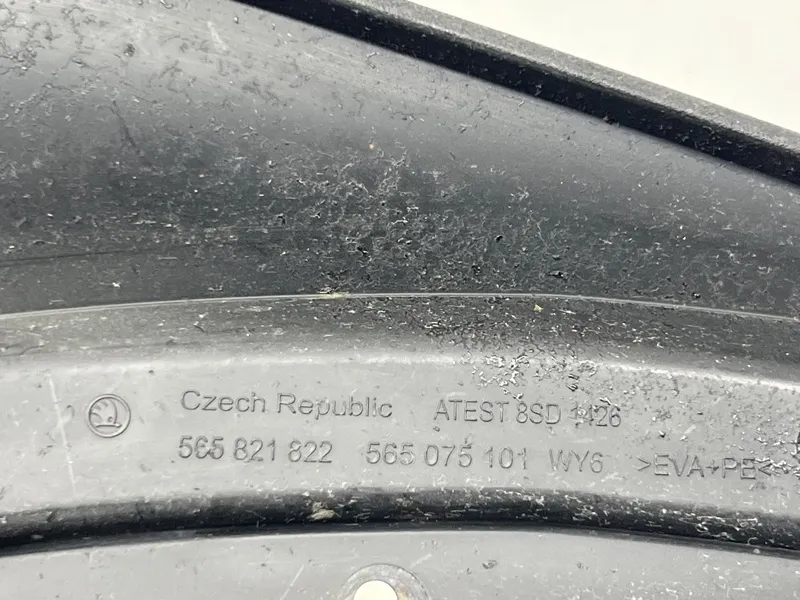 Czech Republic ATEST 8SD 1426
565 821 822 565 075 101 WY6 >EVA+PE<